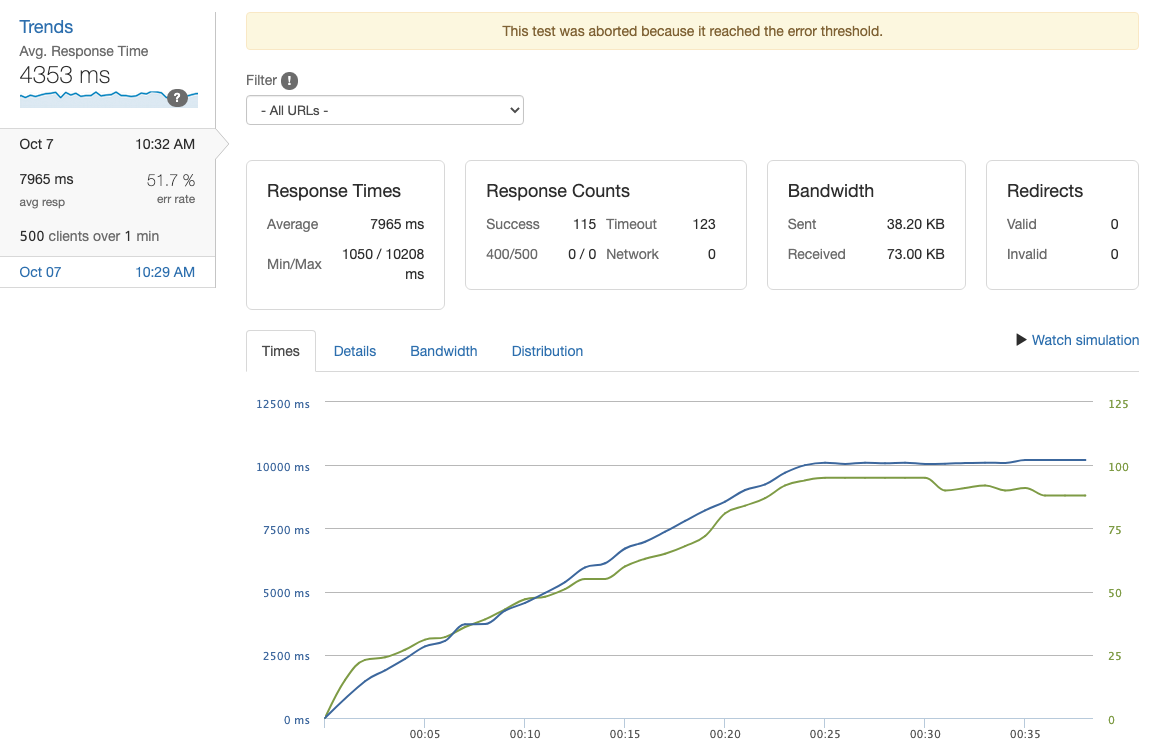 Trends
Avg. Response Time
4353 ms
?
Oct 7 10:32 AM
7965 ms 51.7 %
avg resp err rate
500 clients over 1 min
Oct 07 10:29 AM
This test was aborted because it reached the error threshold.
Filter !
- All URLs -
Response Times
Average 7965 ms
Min/Max 1050 / 10208 ms
Response Counts
Success 115 Timeout 123
400/500 0 / 0 Network 0
Bandwidth
Sent 38.20 KB
Received 73.00 KB
Redirects
Valid 0
Invalid 0
Times Details Bandwidth Distribution
Watch simulation
12500 ms 125
10000 ms 100
7500 ms 75
5000 ms 50
2500 ms 25
0 ms 0
00:05 00:10 00:15 00:20 00:25 00:30 00:35